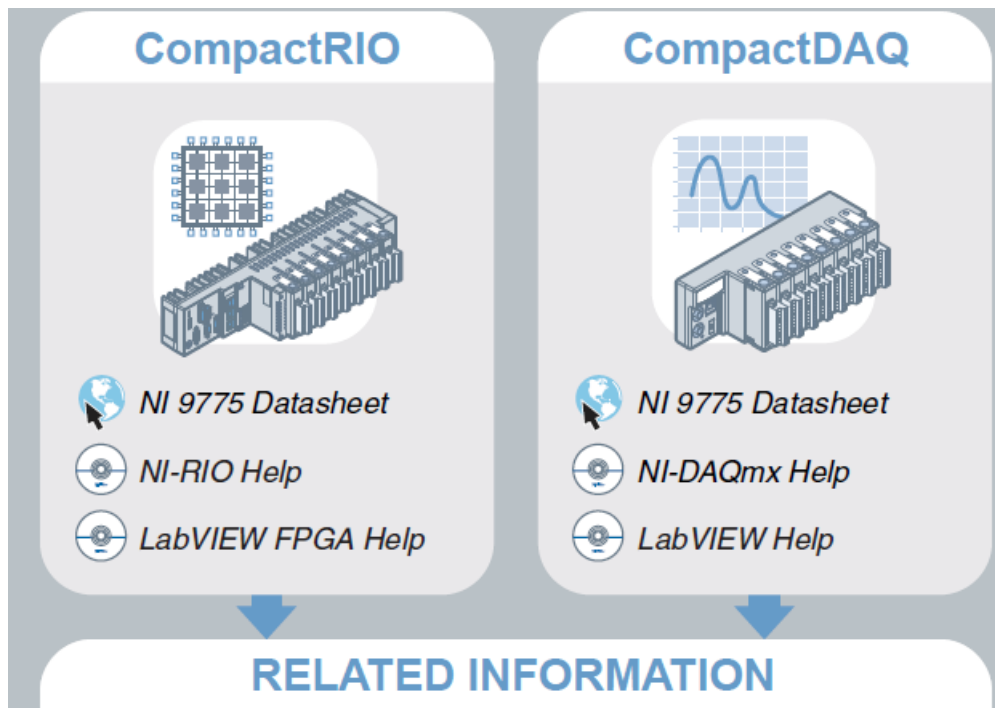 CompactRIO
NI 9775 Datasheet
NI-RIO Help
LabVIEW FPGA Help
CompactDAQ
NI 9775 Datasheet
NI-DAQmx Help
LabVIEW Help
RELATED INFORMATION